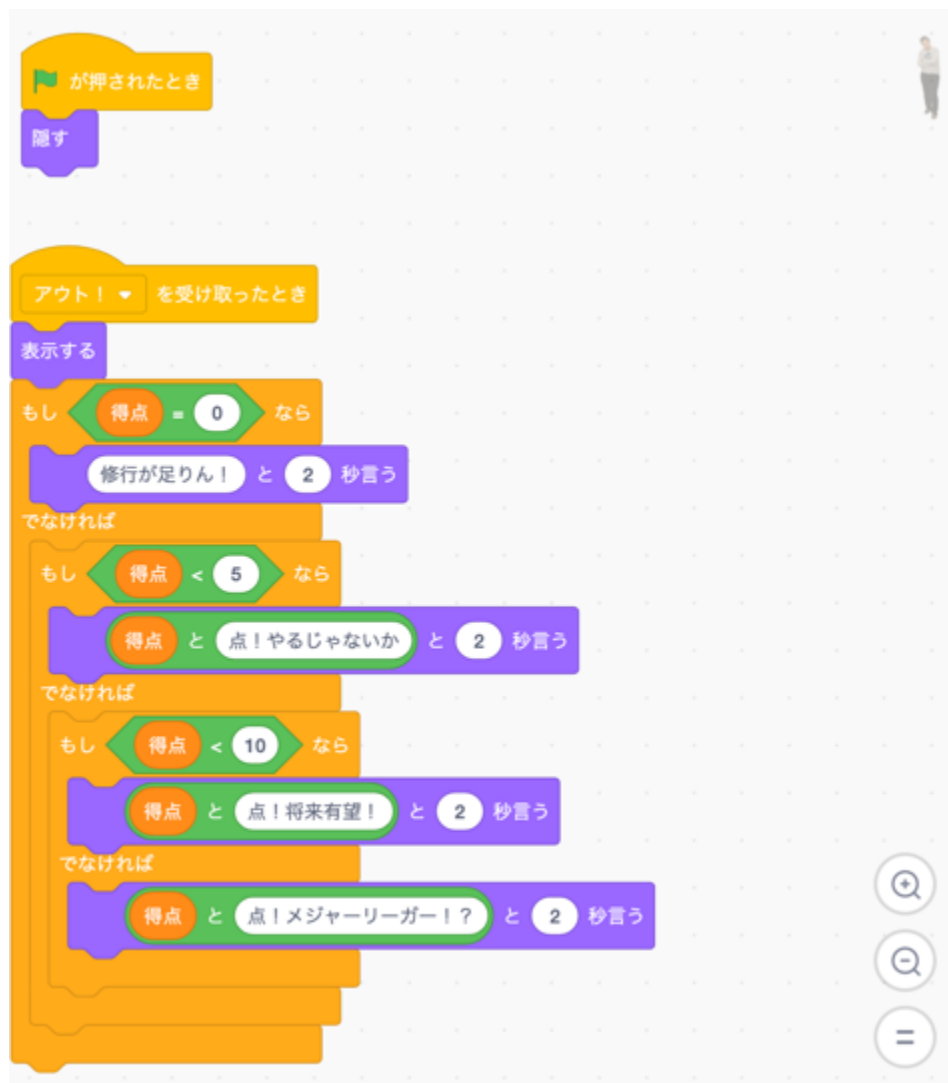 が押されたとき
隠す
アウト！ を受け取ったとき
表示する
もし 得点 = 0 なら
修行が足りん！ と 2 秒言う
でなければ
もし 得点 < 5 なら
得点 と 点！やるじゃないか と 2 秒言う
でなければ
もし 得点 < 10 なら
得点 と 点！将来有望！ と 2 秒言う
でなければ
得点 と 点！メジャーリーガー！？ と 2 秒言う